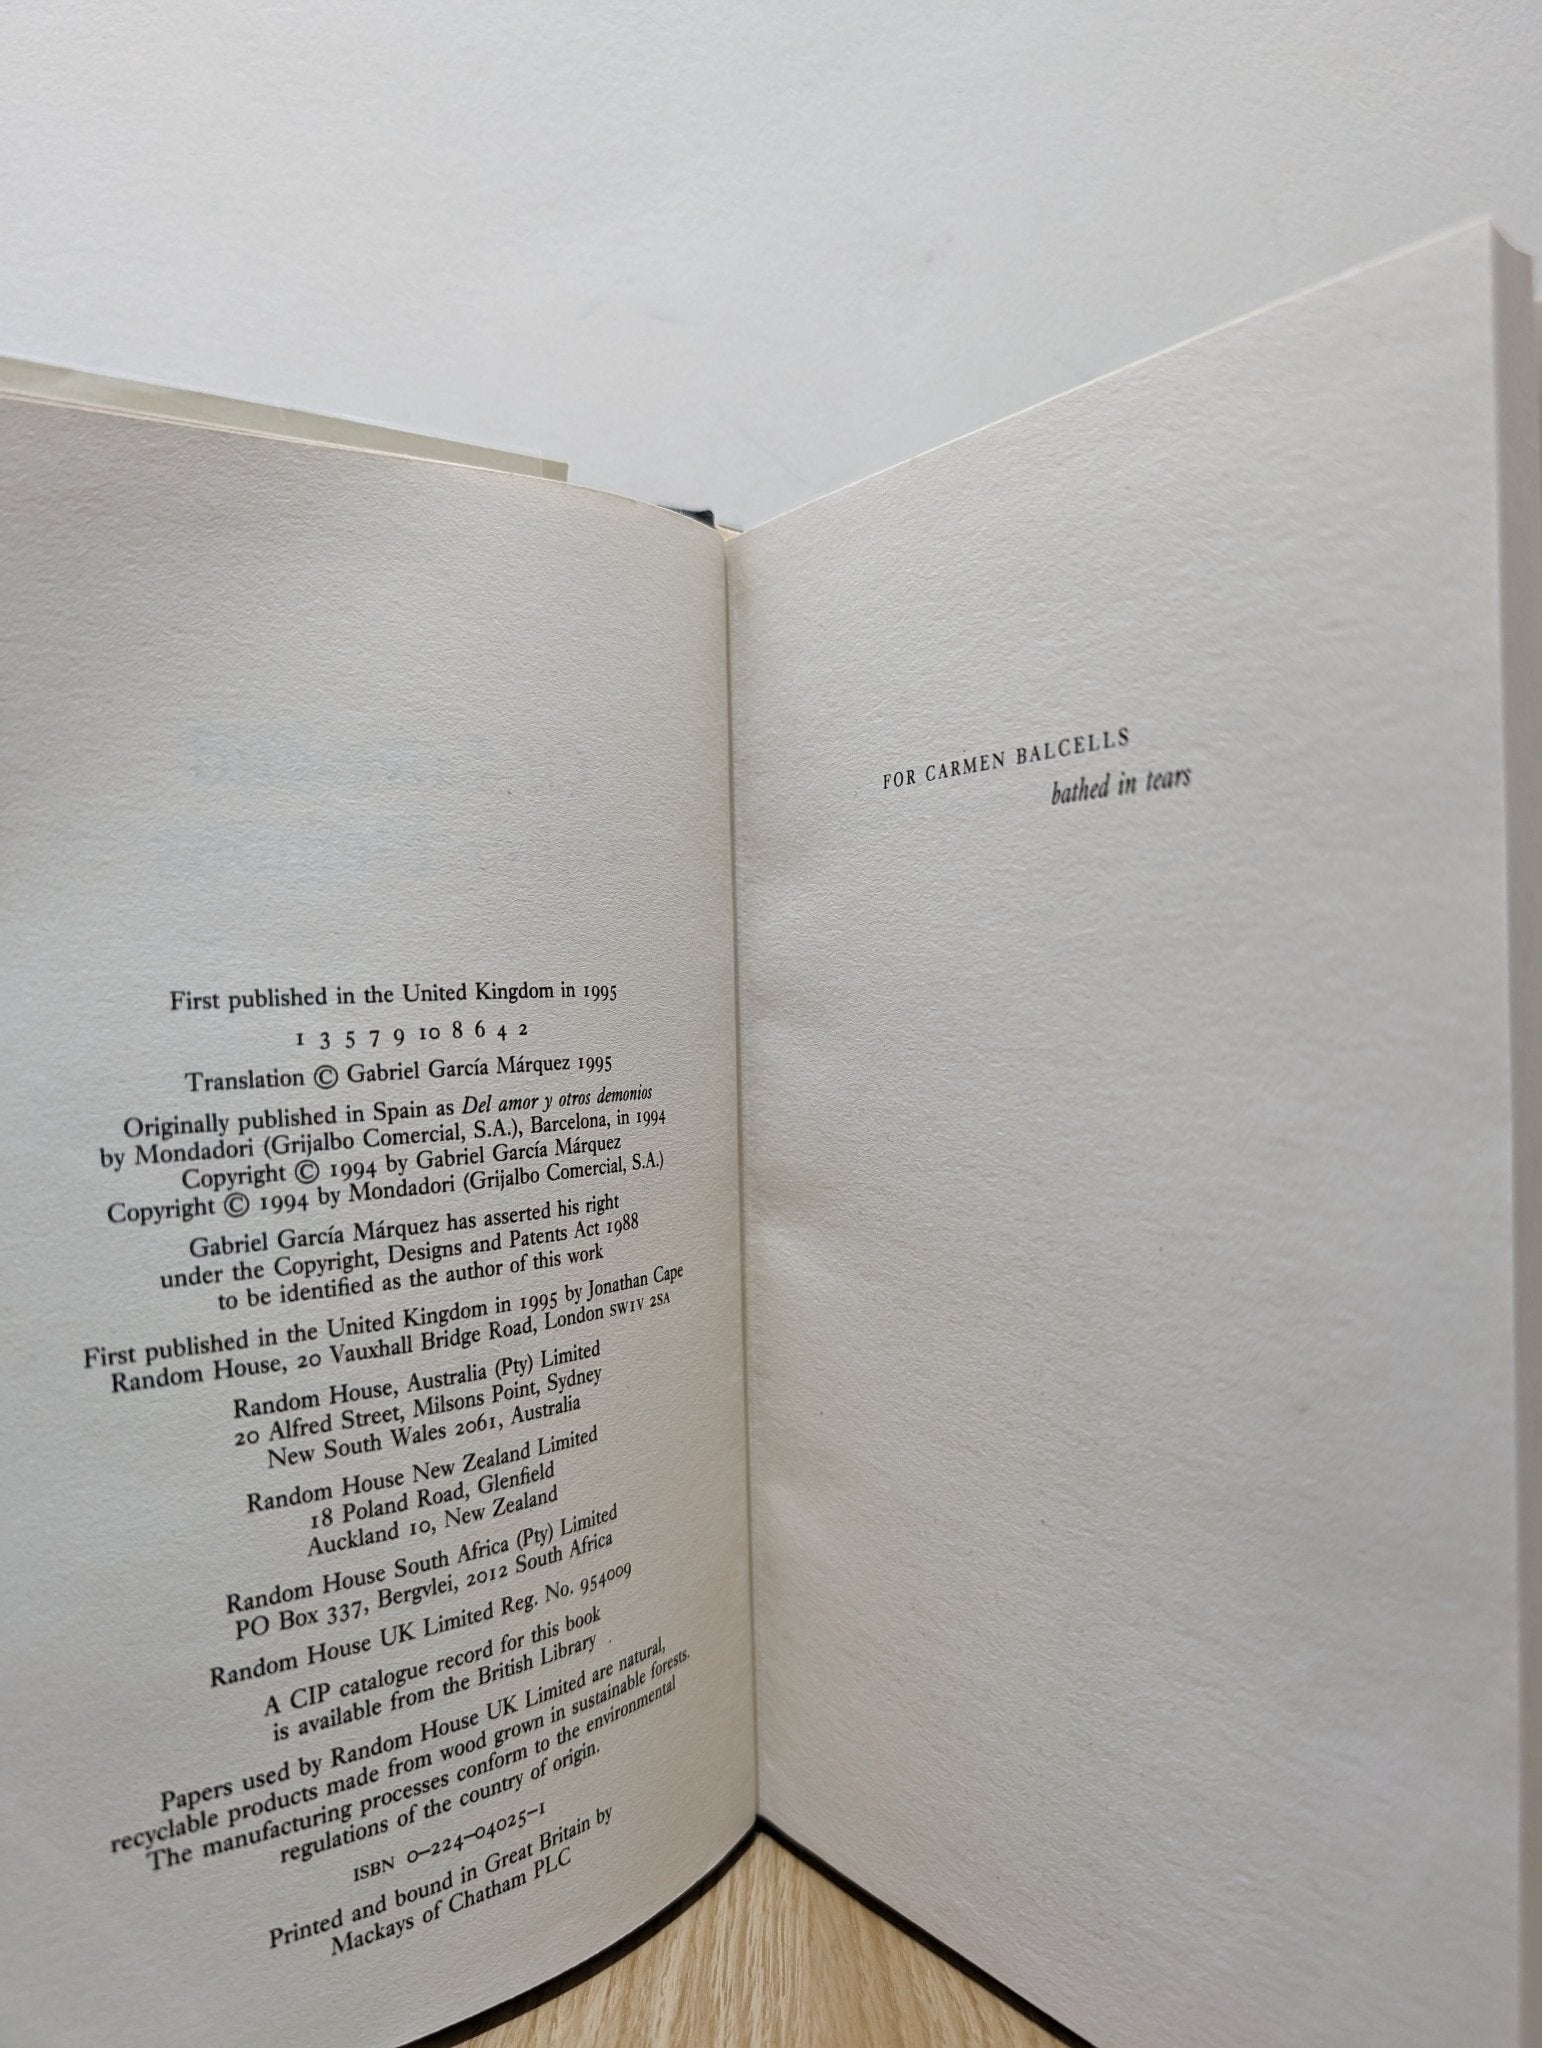 First published in the United Kingdom in 1995
1 3 5 7 9 10 8 6 4 2
Translation © Gabriel García Márquez 1995
Originally published in Spain as Del amor y otros demonios
by Mondadori (Grijalbo Comercial, S.A.), Barcelona, in 1994
Copyright © 1994 by Gabriel García Márquez
Copyright © 1994 by Mondadori (Grijalbo Comercial, S.A.)
Gabriel García Márquez has asserted his right
under the Copyright, Designs and Patents Act 1988
to be identified as the author of this work
First published in the United Kingdom in 1995 by Jonathan Cape
Random House, 20 Vauxhall Bridge Road, London SW1V 2SA
Random House, Australia (Pty) Limited
20 Alfred Street, Milsons Point, Sydney
New South Wales 2061, Australia
Random House New Zealand Limited
18 Poland Road, Glenfield
Auckland 10, New Zealand
Random House South Africa (Pty) Limited
PO Box 337, Bergvlei, 2012 South Africa
Random House UK Limited Reg. No. 954009
A CIP catalogue record for this book
is available from the British Library
Papers used by Random House UK Limited are natural,
recyclable products made from wood grown in sustainable forests.
The manufacturing processes conform to the environmental
regulations of the country of origin.
ISBN 0–224–04025–1
Printed and bound in Great Britain by
Mackays of Chatham PLC
FOR CARMEN BALCELLS
bathed in tears